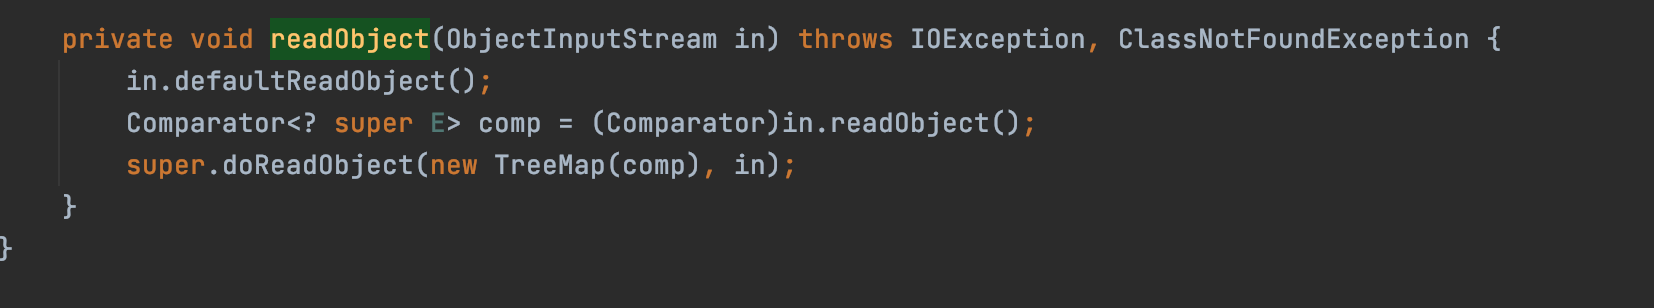 private void readObject(ObjectInputStream in) throws IOException, ClassNotFoundException {
in.defaultReadObject();
Comparator<? super E> comp = (Comparator)in.readObject();
super.doReadObject(new TreeMap(comp), in);
}
}